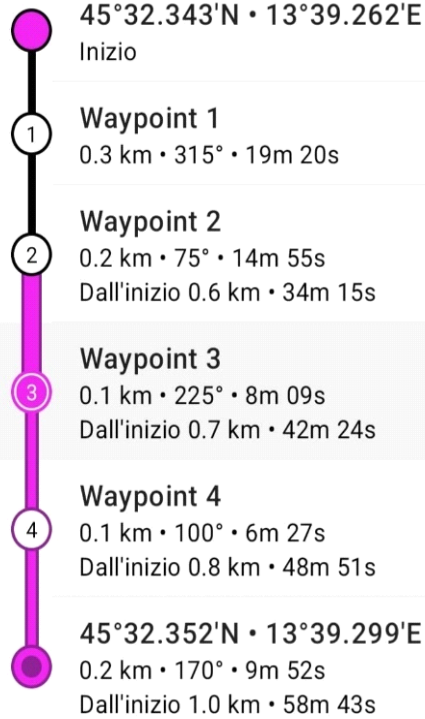 45°32.343'N • 13°39.262'E
Inizio
1
Waypoint 1
0.3 km • 315° • 19m 20s
2
Waypoint 2
0.2 km • 75° • 14m 55s
Dall'inizio 0.6 km • 34m 15s
3
Waypoint 3
0.1 km • 225° • 8m 09s
Dall'inizio 0.7 km • 42m 24s
4
Waypoint 4
0.1 km • 100° • 6m 27s
Dall'inizio 0.8 km • 48m 51s
45°32.352'N • 13°39.299'E
0.2 km • 170° • 9m 52s
Dall'inizio 1.0 km • 58m 43s